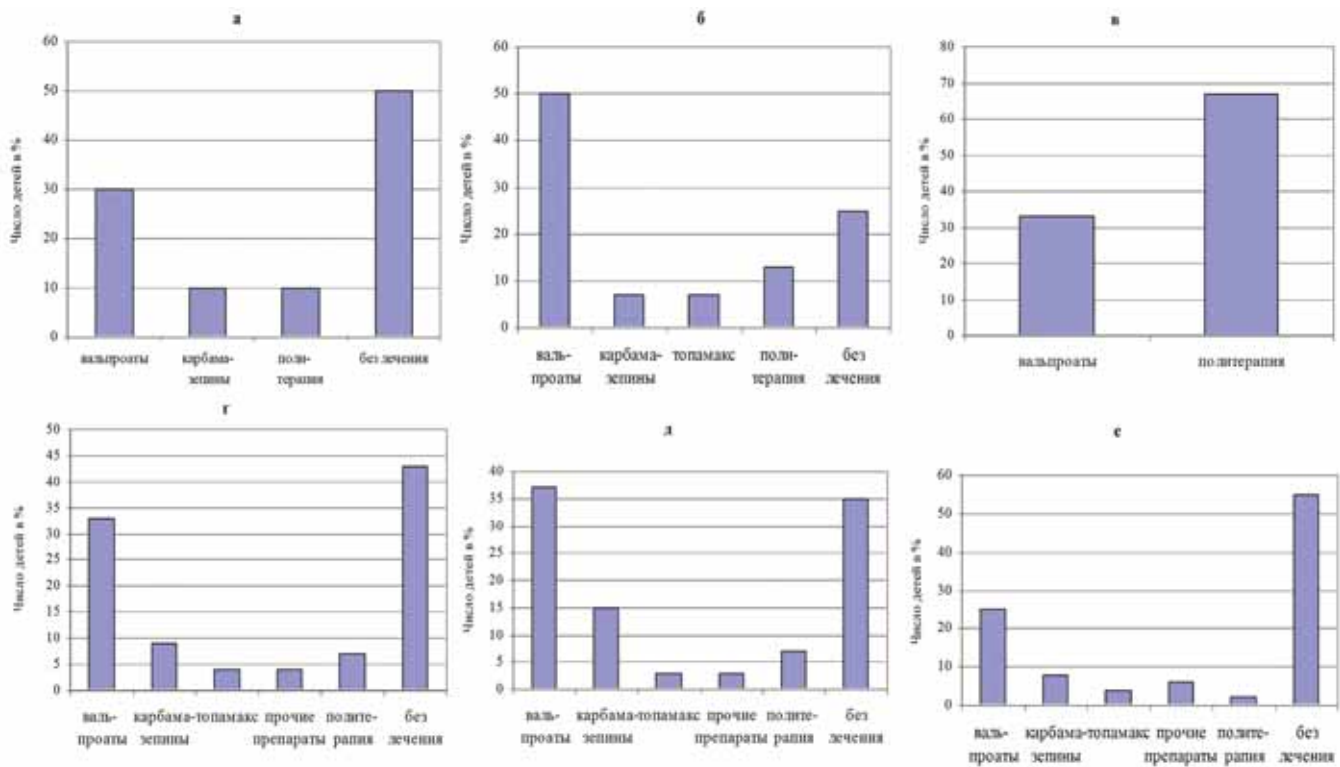 а
60
50
40
30
20
10
0
Число детей в %
вальпроаты
карбама-
зепины
поли-
терапия
без лечения
б
60
50
40
30
20
10
0
Число детей в %
валь-
проаты
карбама-
зепины
топамакс
поли-
терапия
без
лечения
в
80
70
60
50
40
30
20
10
0
Число детей в %
вальпроаты
политерапия
г
50
45
40
35
30
25
20
15
10
5
0
Число детей в %
валь-
проаты
карбама-
зепины
топамакс
прочие
препараты
полите-
рапия
без
лечения
д
40
35
30
25
20
15
10
5
0
Число детей в %
валь-
проаты
карбама-
зепины
топамакс
прочие
препараты
полите-
рапия
без
лечения
е
60
50
40
30
20
10
0
Число детей в %
валь-
проаты
карбама-
зепины
топамакс
прочие
препараты
полите-
рапия
без
лечения